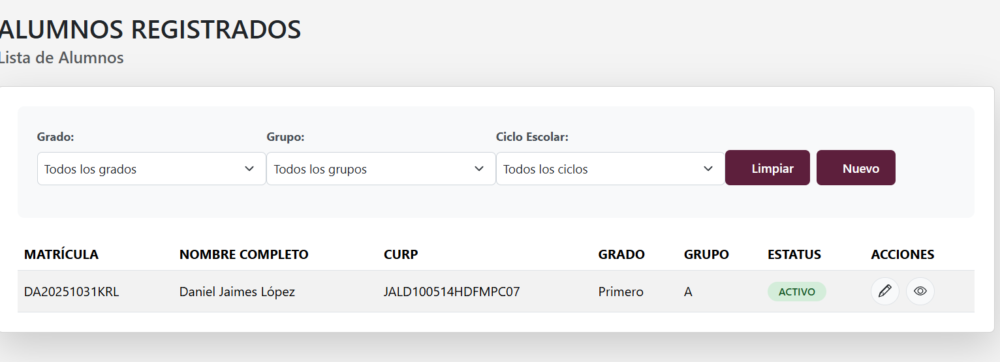 ALUMNOS REGISTRADOS
Lista de Alumnos
Grado: Grupo: Ciclo Escolar:
Todos los grados Todos los grupos Todos los ciclos Limpiar Nuevo
MATRÍCULA NOMBRE COMPLETO CURP GRADO GRUPO ESTATUS ACCIONES
DA20251031KRL Daniel Jaimes López JALD100514HDFMPC07 Primero A ACTIVO